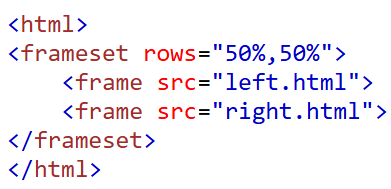 <html>
<frameset rows="50%,50%">
    <frame src="left.html">
    <frame src="right.html">
</frameset>
</html>